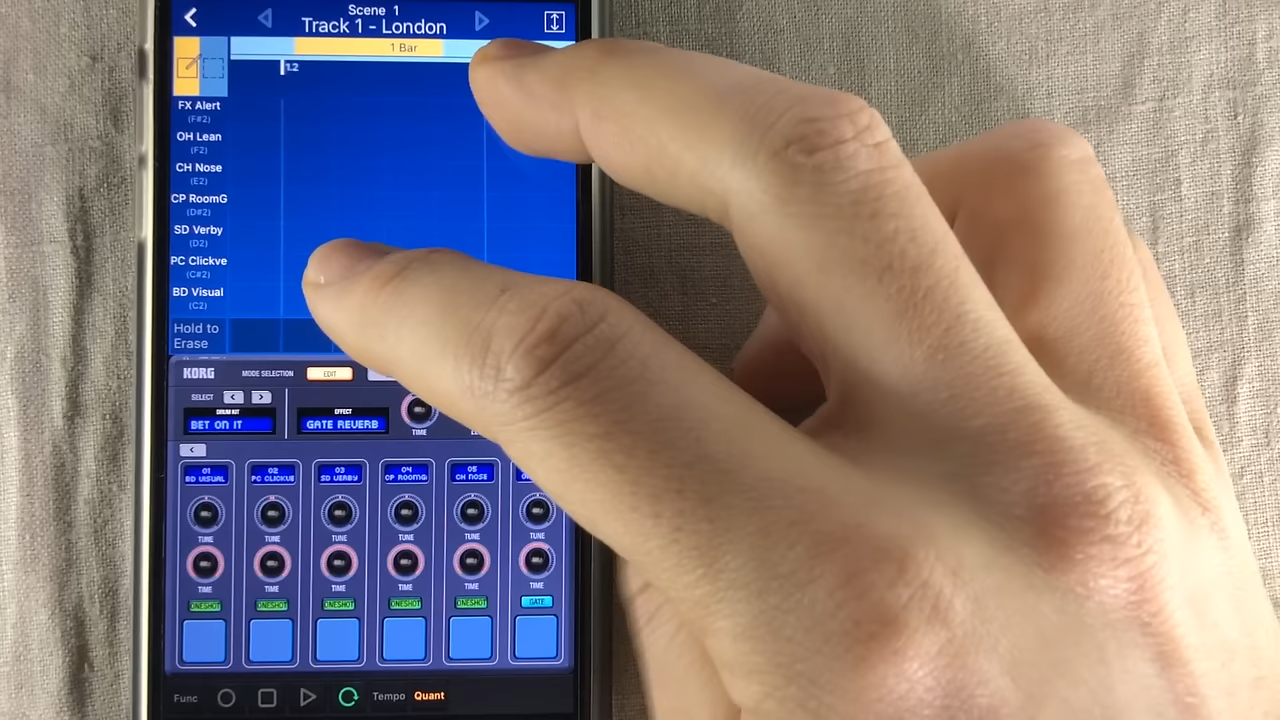 Scene 1
Track 1 - London
1 Bar
1.2
FX Alert
(F#2)
OH Lean
(F2)
CH Nose
(E2)
CP RoomG
(D#2)
SD Verby
(D2)
PC Clickve
(C#2)
BD Visual
(C2)
Hold to
Erase
KORG MODE SELECTION EDIT
SELECT < >
DRUM KIT EFFECT
BET ON IT GATE REVERB
TIME
<
01 02 03 04 05
BD VISUAL PC CLICKVE SD VERBY CP ROOMG CH NOSE
TUNE TUNE TUNE TUNE TUNE TUNE
TIME TIME TIME TIME TIME TIME
ONESHOT ONESHOT ONESHOT ONESHOT ONESHOT GATE
Func Tempo Quant